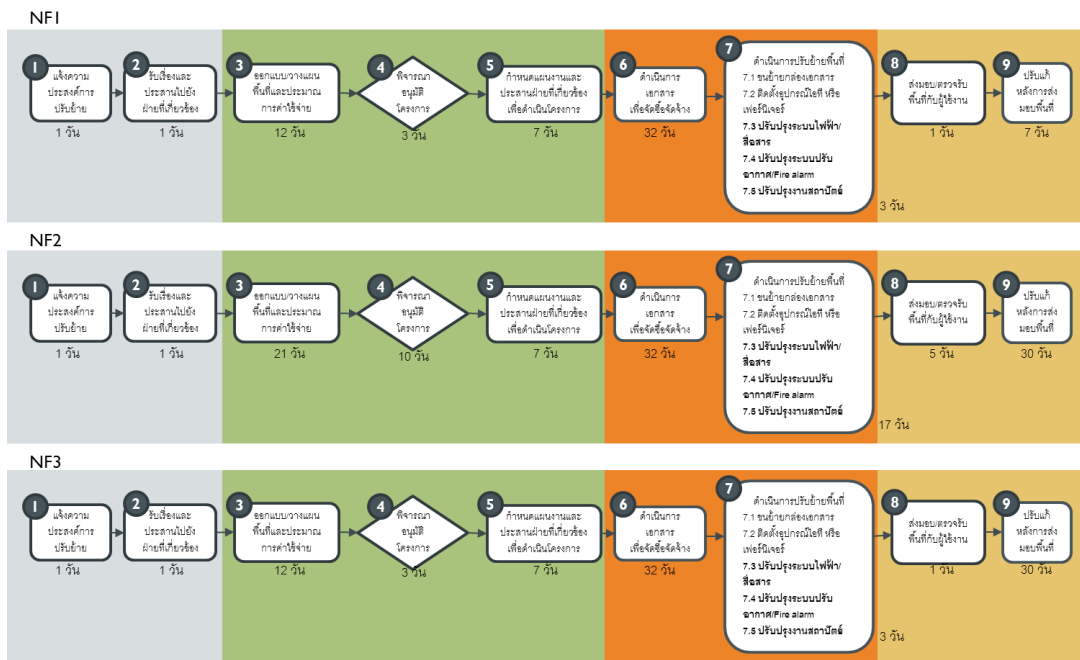 NF1
1
แจ้งความ
ประสงค์การ
ปรับย้าย
1 วัน
2
รับเรื่องและ
ประสานไปยัง
ฝ่ายที่เกี่ยวข้อง
1 วัน
3
ออกแบบ/วางแผน
พื้นที่และประมาณ
การค่าใช้จ่าย
12 วัน
4
พิจารณา
อนุมัติ
โครงการ
3 วัน
5
กำหนดแผนงานและ
ประสานฝ่ายที่เกี่ยวข้อง
เพื่อดำเนินโครงการ
7 วัน
6
ดำเนินการ
เอกสาร
เพื่อจัดซื้อจัดจ้าง
32 วัน
7
ดำเนินการปรับย้ายพื้นที่
7.1 ขนย้ายกล่องเอกสาร
7.2 ติดตั้งอุปกรณ์ไอที หรือ
เฟอร์นิเจอร์
7.3 ปรับปรุงระบบไฟฟ้า/
สื่อสาร
7.4 ปรับปรุงระบบปรับ
อากาศ/Fire alarm
7.5 ปรับปรุงงานสถาปัตย์
3 วัน
8
ส่งมอบ/ตรวจรับ
พื้นที่กับผู้ใช้งาน
1 วัน
9
ปรับแก้
หลังการส่ง
มอบพื้นที่
7 วัน
NF2
1
แจ้งความ
ประสงค์การ
ปรับย้าย
1 วัน
2
รับเรื่องและ
ประสานไปยัง
ฝ่ายที่เกี่ยวข้อง
1 วัน
3
ออกแบบ/วางแผน
พื้นที่และประมาณ
การค่าใช้จ่าย
21 วัน
4
พิจารณา
อนุมัติ
โครงการ
10 วัน
5
กำหนดแผนงานและ
ประสานฝ่ายที่เกี่ยวข้อง
เพื่อดำเนินโครงการ
7 วัน
6
ดำเนินการ
เอกสาร
เพื่อจัดซื้อจัดจ้าง
32 วัน
7
ดำเนินการปรับย้ายพื้นที่
7.1 ขนย้ายกล่องเอกสาร
7.2 ติดตั้งอุปกรณ์ไอที หรือ
เฟอร์นิเจอร์
7.3 ปรับปรุงระบบไฟฟ้า/
สื่อสาร
7.4 ปรับปรุงระบบปรับ
อากาศ/Fire alarm
7.5 ปรับปรุงงานสถาปัตย์
17 วัน
8
ส่งมอบ/ตรวจรับ
พื้นที่กับผู้ใช้งาน
5 วัน
9
ปรับแก้
หลังการส่ง
มอบพื้นที่
30 วัน
NF3
1
แจ้งความ
ประสงค์การ
ปรับย้าย
1 วัน
2
รับเรื่องและ
ประสานไปยัง
ฝ่ายที่เกี่ยวข้อง
1 วัน
3
ออกแบบ/วางแผน
พื้นที่และประมาณ
การค่าใช้จ่าย
12 วัน
4
พิจารณา
อนุมัติ
โครงการ
3 วัน
5
กำหนดแผนงานและ
ประสานฝ่ายที่เกี่ยวข้อง
เพื่อดำเนินโครงการ
7 วัน
6
ดำเนินการ
เอกสาร
เพื่อจัดซื้อจัดจ้าง
32 วัน
7
ดำเนินการปรับย้ายพื้นที่
7.1 ขนย้ายกล่องเอกสาร
7.2 ติดตั้งอุปกรณ์ไอที หรือ
เฟอร์นิเจอร์
7.3 ปรับปรุงระบบไฟฟ้า/
สื่อสาร
7.4 ปรับปรุงระบบปรับ
อากาศ/Fire alarm
7.5 ปรับปรุงงานสถาปัตย์
3 วัน
8
ส่งมอบ/ตรวจรับ
พื้นที่กับผู้ใช้งาน
1 วัน
9
ปรับแก้
หลังการส่ง
มอบพื้นที่
30 วัน